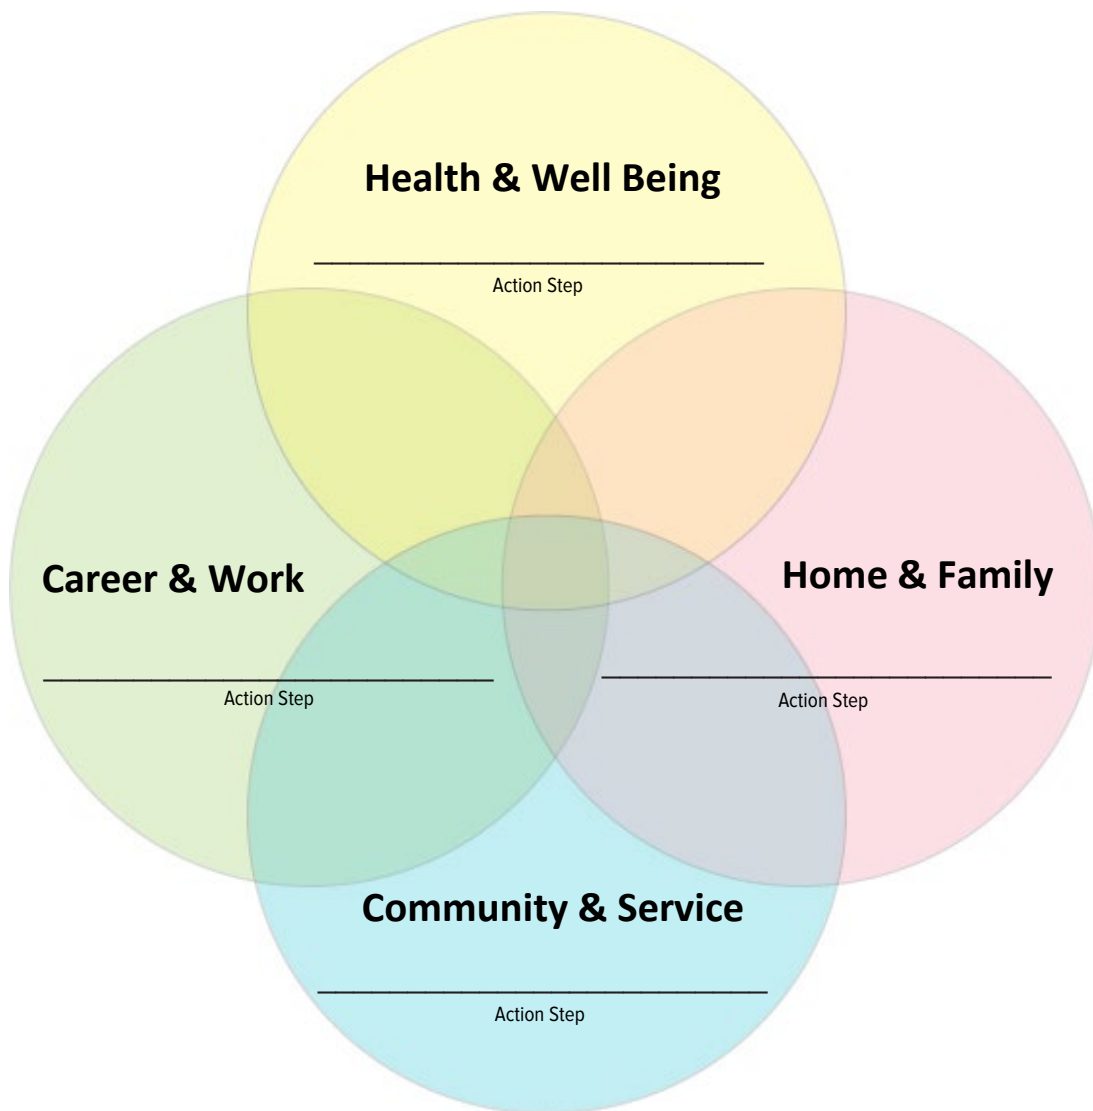 Health & Well Being
Action Step
Career & Work
Action Step
Home & Family
Action Step
Community & Service
Action Step